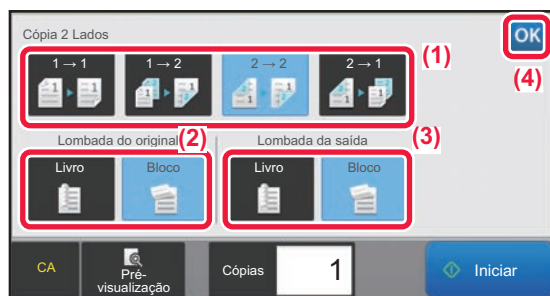 Cópia 2 Lados
OK
(1)
(4)
1 → 1
1 → 2
2 → 2
2 → 1
Lombada do original
(2)
Lombada da saída
(3)
Livro
Bloco
Livro
Bloco
CA
Pré-
visualização
Cópias
1
Iniciar